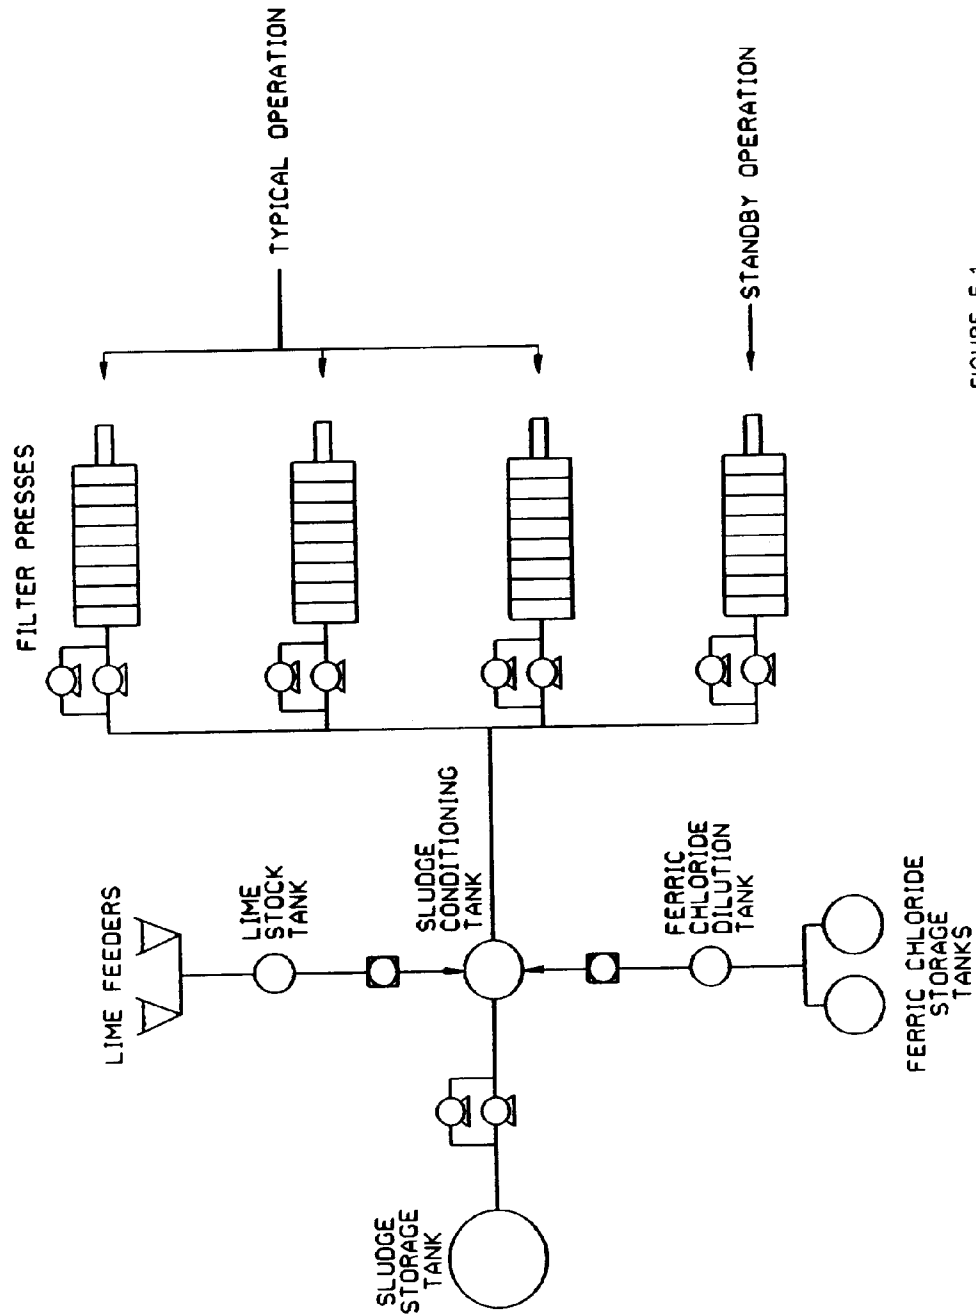 FILTER PRESSES
TYPICAL OPERATION
STANDBY OPERATION
LIME FEEDERS
LIME
STOCK
TANK
SLUDGE
CONDITIONING
TANK
FERRIC
CHLORIDE
DILUTION
TANK
FERRIC CHLORIDE
STORAGE
TANKS
SLUDGE
STORAGE
TANK